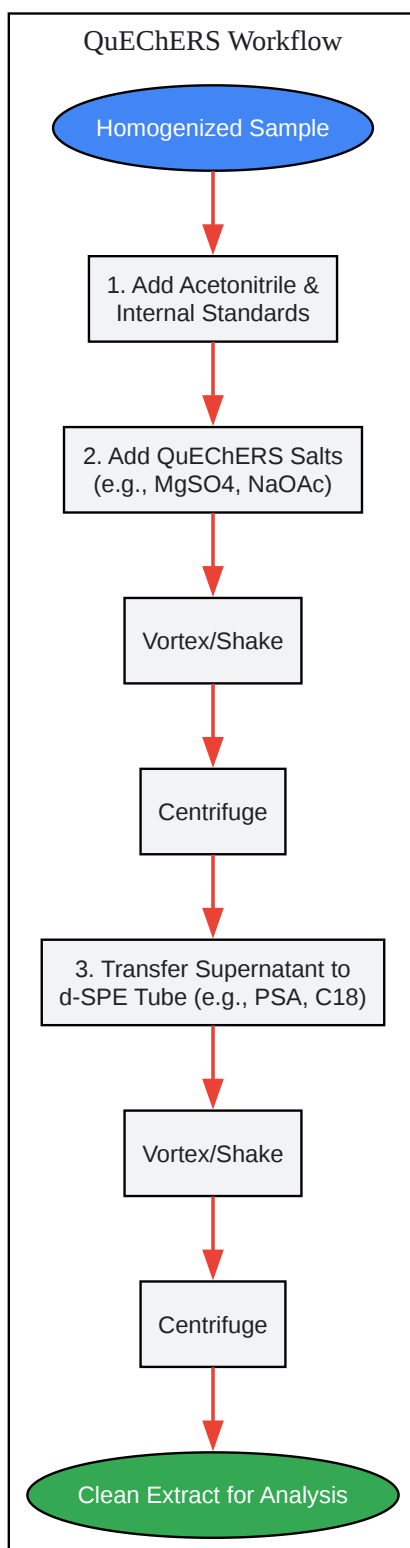 QuEChERS Workflow
Homogenized Sample
1. Add Acetonitrile &
Internal Standards
2. Add QuEChERS Salts
(e.g., MgSO4, NaOAc)
Vortex/Shake
Centrifuge
3. Transfer Supernatant to
d-SPE Tube (e.g., PSA, C18)
Vortex/Shake
Centrifuge
Clean Extract for Analysis